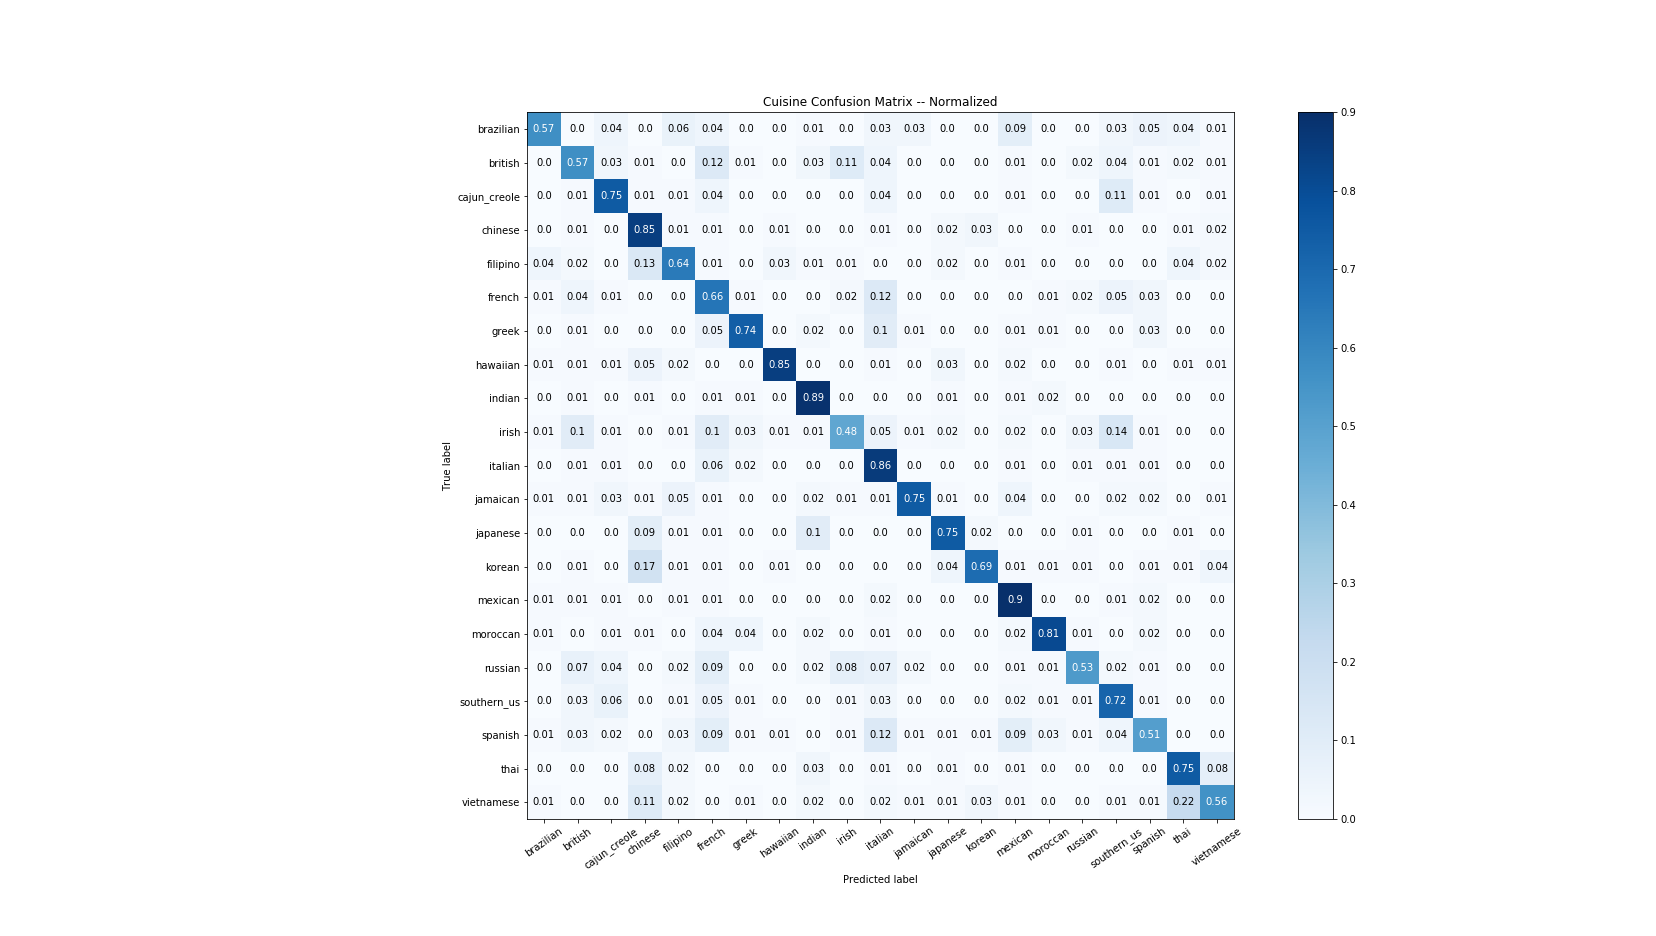 Cuisine Confusion Matrix -- Normalized
brazilian 0.57 0.0 0.04 0.0 0.06 0.04 0.0 0.0 0.01 0.0 0.03 0.03 0.0 0.0 0.09 0.0 0.0 0.03 0.05 0.04 0.01
british 0.0 0.57 0.03 0.01 0.0 0.12 0.01 0.0 0.03 0.11 0.04 0.0 0.0 0.0 0.01 0.0 0.02 0.04 0.01 0.02 0.01
cajun_creole 0.0 0.01 0.75 0.01 0.01 0.04 0.0 0.0 0.0 0.0 0.04 0.0 0.0 0.0 0.01 0.0 0.0 0.11 0.01 0.0 0.01
chinese 0.0 0.01 0.0 0.85 0.01 0.01 0.0 0.01 0.0 0.0 0.01 0.0 0.02 0.03 0.0 0.0 0.01 0.0 0.0 0.01 0.02
filipino 0.04 0.02 0.0 0.13 0.64 0.01 0.0 0.03 0.01 0.01 0.0 0.0 0.02 0.0 0.01 0.0 0.0 0.0 0.0 0.04 0.02
french 0.01 0.04 0.01 0.0 0.0 0.66 0.01 0.0 0.0 0.02 0.12 0.0 0.0 0.0 0.0 0.01 0.02 0.05 0.03 0.0 0.0
greek 0.0 0.01 0.0 0.0 0.0 0.05 0.74 0.0 0.02 0.0 0.1 0.01 0.0 0.0 0.01 0.01 0.0 0.0 0.03 0.0 0.0
hawaiian 0.01 0.01 0.01 0.05 0.02 0.0 0.0 0.85 0.0 0.0 0.01 0.0 0.03 0.0 0.02 0.0 0.0 0.01 0.0 0.01 0.01
indian 0.0 0.01 0.0 0.01 0.0 0.01 0.01 0.0 0.89 0.0 0.0 0.0 0.01 0.0 0.01 0.02 0.0 0.0 0.0 0.0 0.0
irish 0.01 0.1 0.01 0.0 0.01 0.1 0.03 0.01 0.01 0.48 0.05 0.01 0.02 0.0 0.02 0.0 0.03 0.14 0.01 0.0 0.0
italian 0.0 0.01 0.01 0.0 0.0 0.06 0.02 0.0 0.0 0.0 0.86 0.0 0.0 0.0 0.01 0.0 0.01 0.01 0.01 0.0 0.0
jamaican 0.01 0.01 0.03 0.01 0.05 0.01 0.0 0.0 0.02 0.01 0.01 0.75 0.01 0.0 0.04 0.0 0.0 0.02 0.02 0.0 0.01
japanese 0.0 0.0 0.0 0.09 0.01 0.01 0.0 0.0 0.1 0.0 0.0 0.0 0.75 0.02 0.0 0.0 0.01 0.0 0.0 0.01 0.0
korean 0.0 0.01 0.0 0.17 0.01 0.01 0.0 0.01 0.0 0.0 0.0 0.0 0.04 0.69 0.01 0.01 0.01 0.0 0.01 0.01 0.04
mexican 0.01 0.01 0.01 0.0 0.01 0.01 0.0 0.0 0.0 0.0 0.02 0.0 0.0 0.0 0.9 0.0 0.0 0.01 0.02 0.0 0.0
moroccan 0.01 0.0 0.01 0.01 0.0 0.04 0.04 0.0 0.02 0.0 0.01 0.0 0.0 0.0 0.02 0.81 0.01 0.0 0.02 0.0 0.0
russian 0.0 0.07 0.04 0.0 0.02 0.09 0.0 0.0 0.02 0.08 0.07 0.02 0.0 0.0 0.01 0.01 0.53 0.02 0.01 0.0 0.0
southern_us 0.0 0.03 0.06 0.0 0.01 0.05 0.01 0.0 0.0 0.01 0.03 0.0 0.0 0.0 0.02 0.01 0.01 0.72 0.01 0.0 0.0
spanish 0.01 0.03 0.02 0.0 0.03 0.09 0.01 0.01 0.0 0.01 0.12 0.01 0.01 0.01 0.09 0.03 0.01 0.04 0.51 0.0 0.0
thai 0.0 0.0 0.0 0.08 0.02 0.0 0.0 0.0 0.03 0.0 0.01 0.0 0.01 0.0 0.01 0.0 0.0 0.0 0.0 0.75 0.08
vietnamese 0.01 0.0 0.0 0.11 0.02 0.0 0.01 0.0 0.02 0.0 0.02 0.01 0.01 0.03 0.01 0.0 0.0 0.01 0.01 0.22 0.56
brazilian british cajun_creole chinese filipino french greek hawaiian indian irish italian jamaican japanese korean mexican moroccan russian southern_us spanish thai vietnamese
Predicted label
True label
0.9
0.8
0.7
0.6
0.5
0.4
0.3
0.2
0.1
0.0